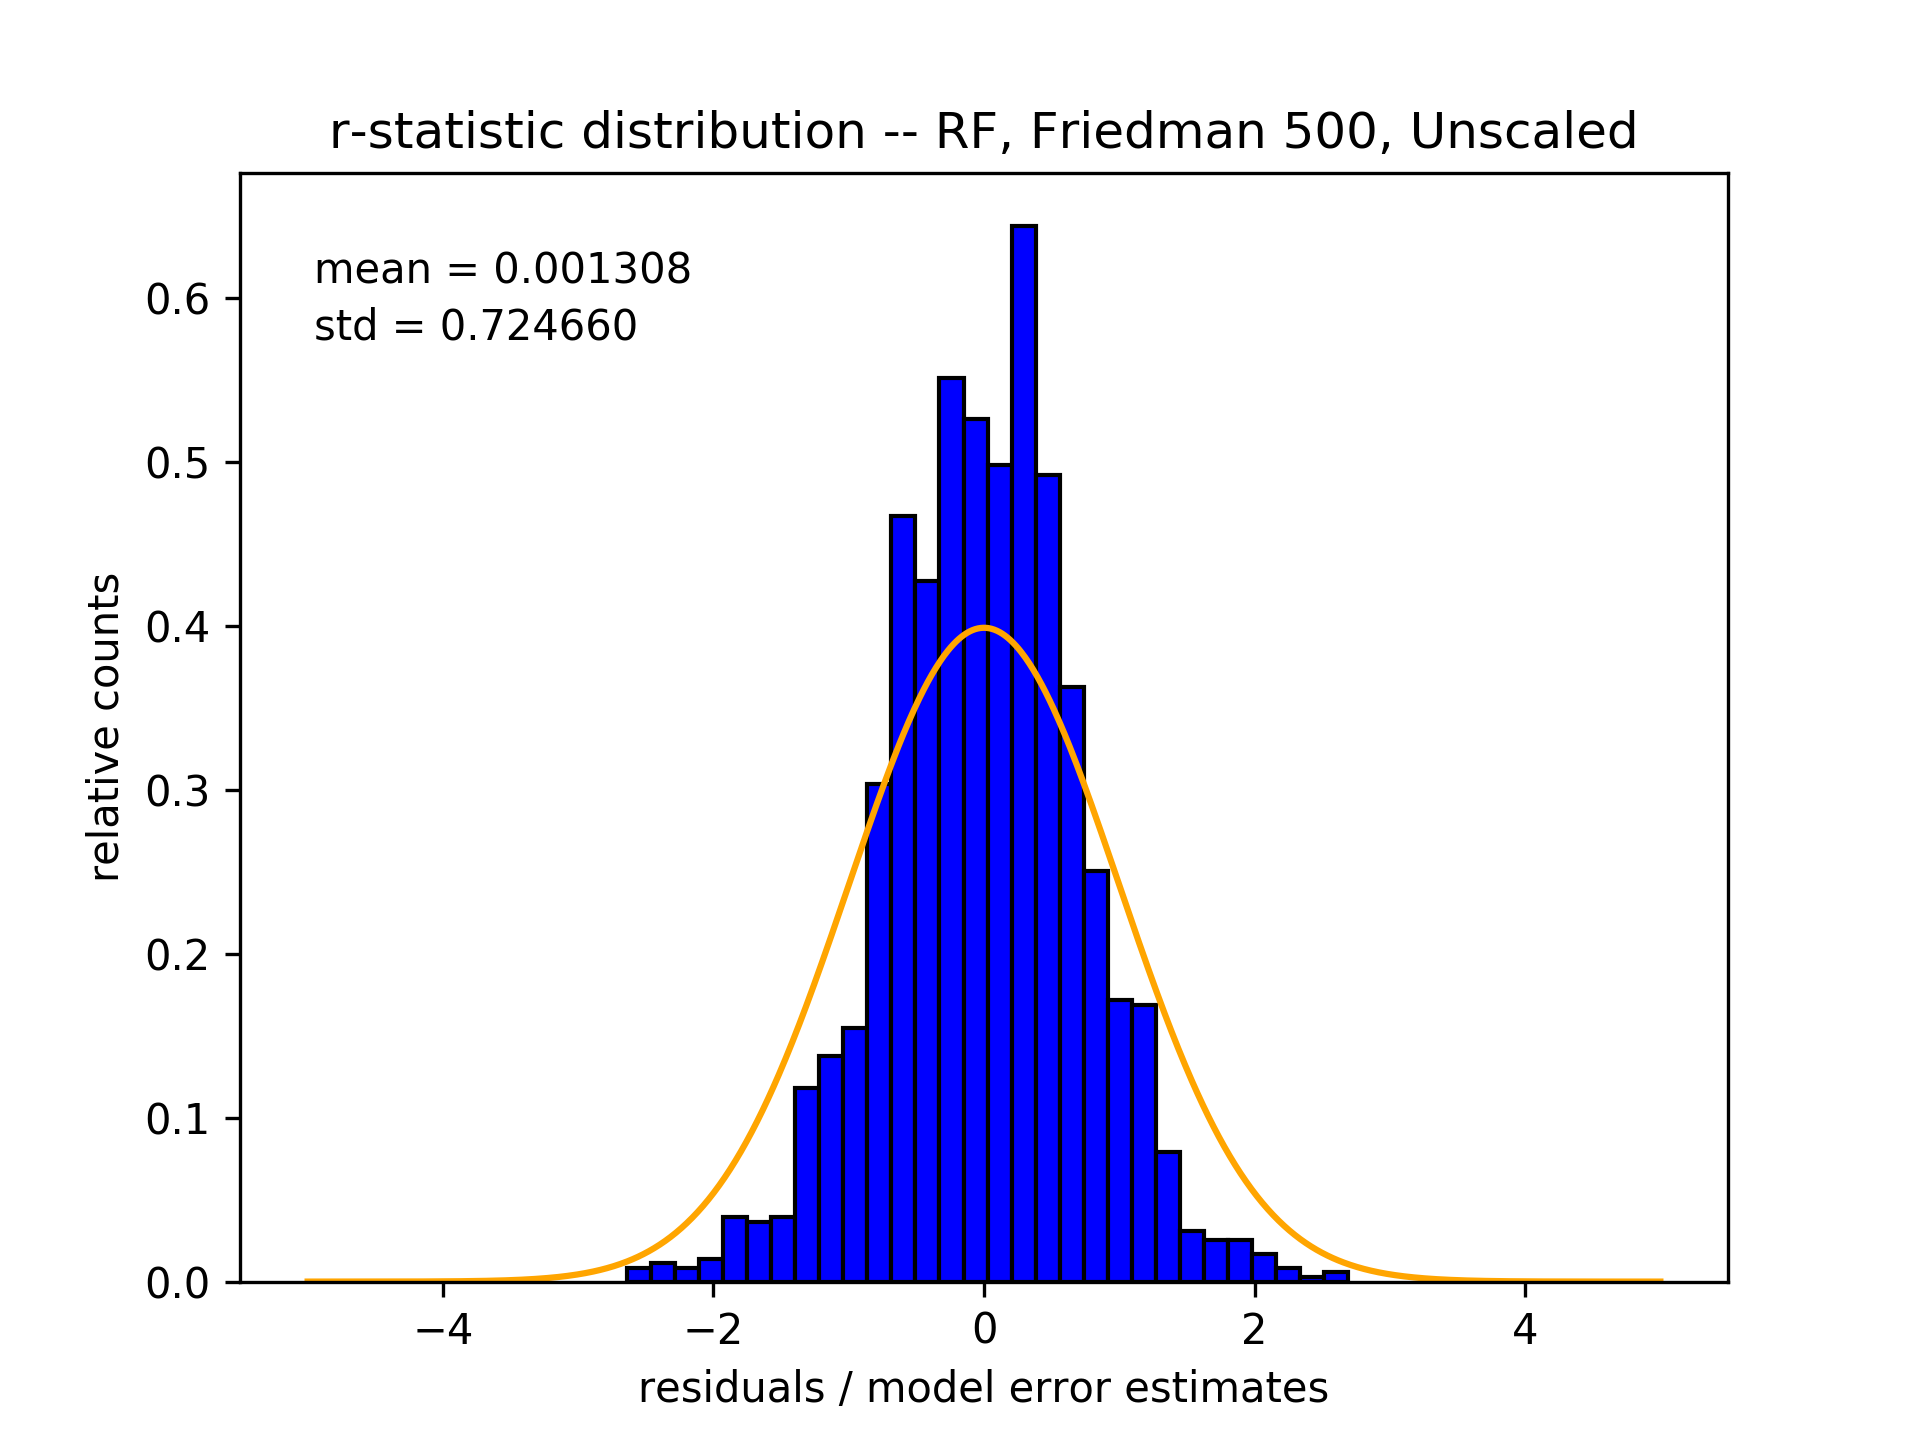 r-statistic distribution -- RF, Friedman 500, Unscaled
mean = 0.001308
std = 0.724660
0.6
0.5
0.4
0.3
0.2
0.1
0.0
relative counts
−4
−2
0
2
4
residuals / model error estimates